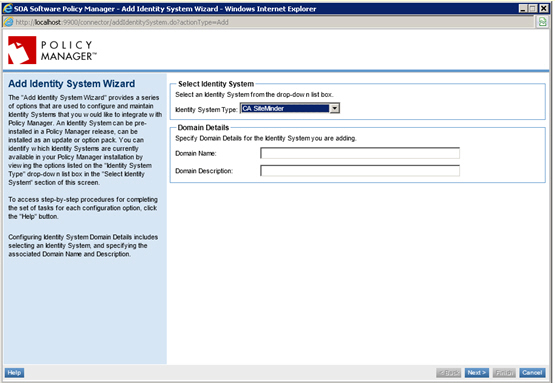 SOA Software Policy Manager - Add Identity System Wizard - Windows Internet Explorer
http://localhost:9900/connector/addIdentitySystem.do?actionType=Add
POLICY
MANAGER™
Add Identity System Wizard
The "Add Identity System Wizard" provides a series
of options that are used to configure and maintain
Identity Systems that you would like to integrate with
Policy Manager. An Identity System can be pre-
installed in a Policy Manager release, can be
installed as an update or option pack. You can
identify which Identity Systems are currently
available in your Policy Manager installation by
viewing the options listed on the "Identity System
Type" drop-down list box in the "Select Identity
System" section of this screen.
To access step-by-step procedures for completing
the set of tasks for each configuration option, click
the "Help" button.
Configuring Identity System Domain Details includes
selecting an Identity System, and specifying the
associated Domain Name and Description.
Select Identity System
Select an Identity System from the drop-down list box.
Identity System Type: CA SiteMinder
Domain Details
Specify Domain Details for the Identity System you are adding.
Domain Name:
Domain Description:
Help
< Back Next > Finish Cancel